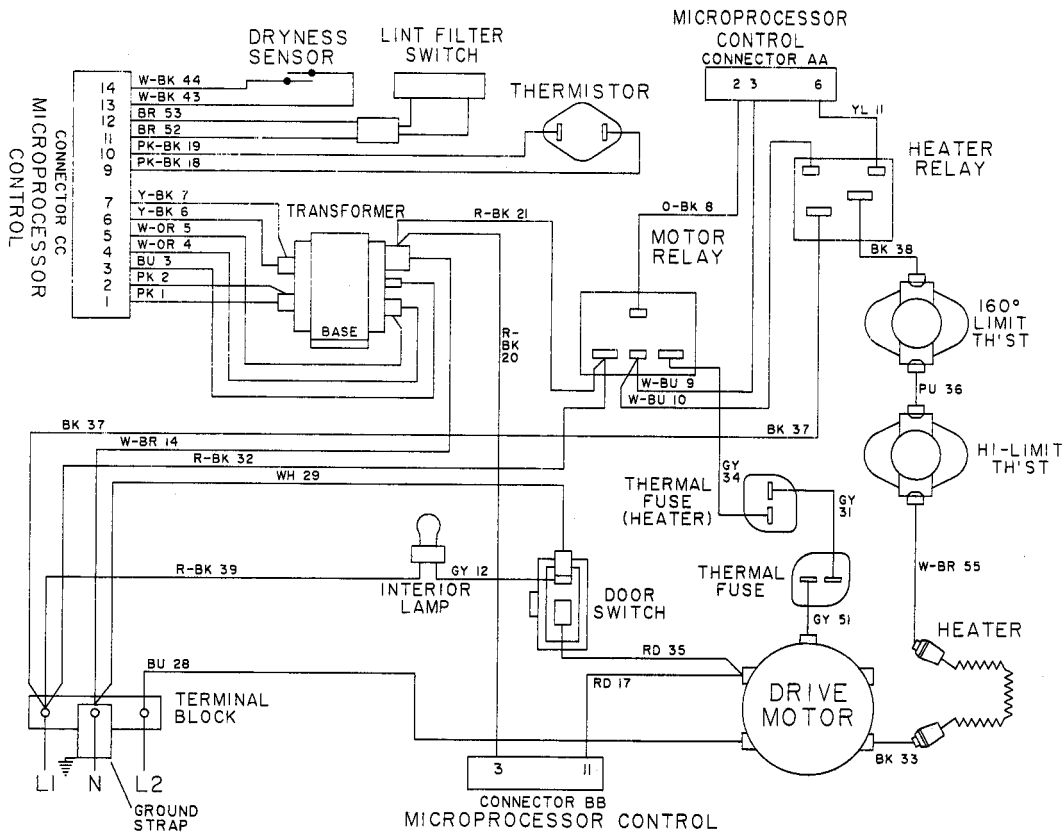 MICROPROCESSOR
CONTROL
CONNECTOR AA
2 3 6
DRYNESS
SENSOR
LINT FILTER
SWITCH
THERMISTOR
YL 11
HEATER
RELAY
MICROPROCESSOR
CONTROL
CONNECTOR CC
14
13
12
11
10
9
7
6
5
4
3
2
1
W-BK 44
W-BK 43
BR 53
BR 52
PK-BK 19
PK-BK 18
Y-BK 7
Y-BK 6
W-OR 5
W-OR 4
BU 3
PK 2
PK 1
TRANSFORMER
BASE
R-BK 21
O-BK 8
MOTOR
RELAY
BK 38
160°
LIMIT
TH'ST
R-
BK
20
W-BU 9
W-BU 10
PU 36
BK 37
BK 37
W-BR 14
R-BK 32
WH 29
HI-LIMIT
TH'ST
GY
34
THERMAL
FUSE
(HEATER)
GY
31
R-BK 39
INTERIOR
LAMP
GY 12
DOOR
SWITCH
THERMAL
FUSE
GY 51
W-BR 55
HEATER
RD 35
RD 17
BU 28
DRIVE
MOTOR
BK 33
TERMINAL
BLOCK
L1 N L2
GROUND
STRAP
3 11
CONNECTOR BB
MICROPROCESSOR CONTROL